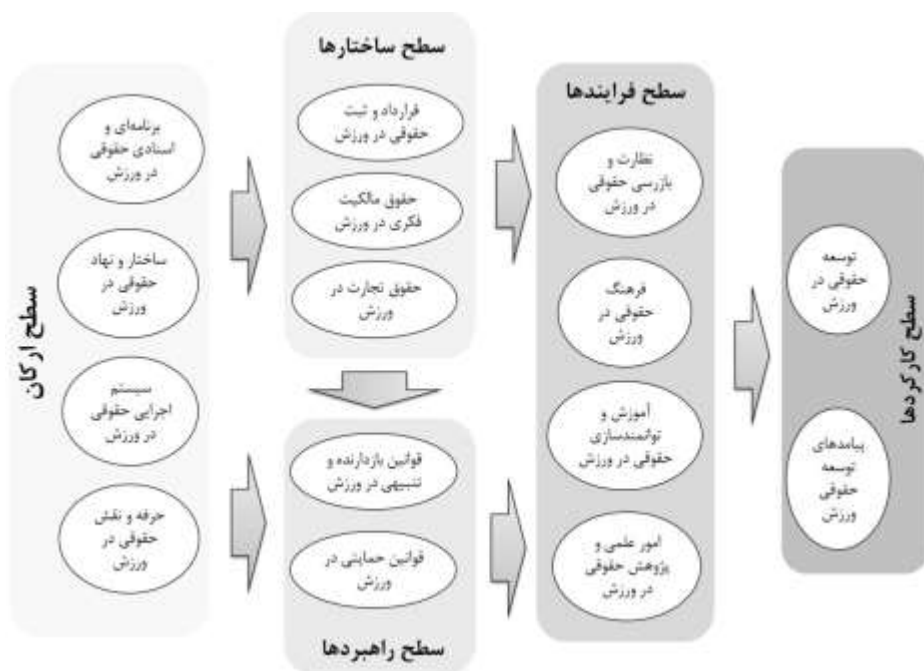 سطح ارکان
برنامه‌ای و
اسنادی حقوقی
در ورزش
ساختار و نهاد
حقوقی در
ورزش
سیستم
اجرایی حقوقی
در ورزش
حرفه و نقش
حقوقی در
ورزش
سطح ساختارها
قرارداد و ثبت
حقوقی در ورزش
حقوق مالکیت
فکری در ورزش
حقوق تجارت در
ورزش
قوانین بازدارنده و
تنبیهی در ورزش
قوانین حمایتی در
ورزش
سطح راهبردها
سطح فرایندها
نظارت و
بازرسی حقوقی
در ورزش
فرهنگ
حقوقی در
ورزش
آموزش و
توانمندسازی
حقوقی در ورزش
امور علمی و
پژوهش حقوقی
در ورزش
سطح کارکردها
توسعه
حقوقی در
ورزش
پیامدهای
توسعه
حقوقی
ورزش